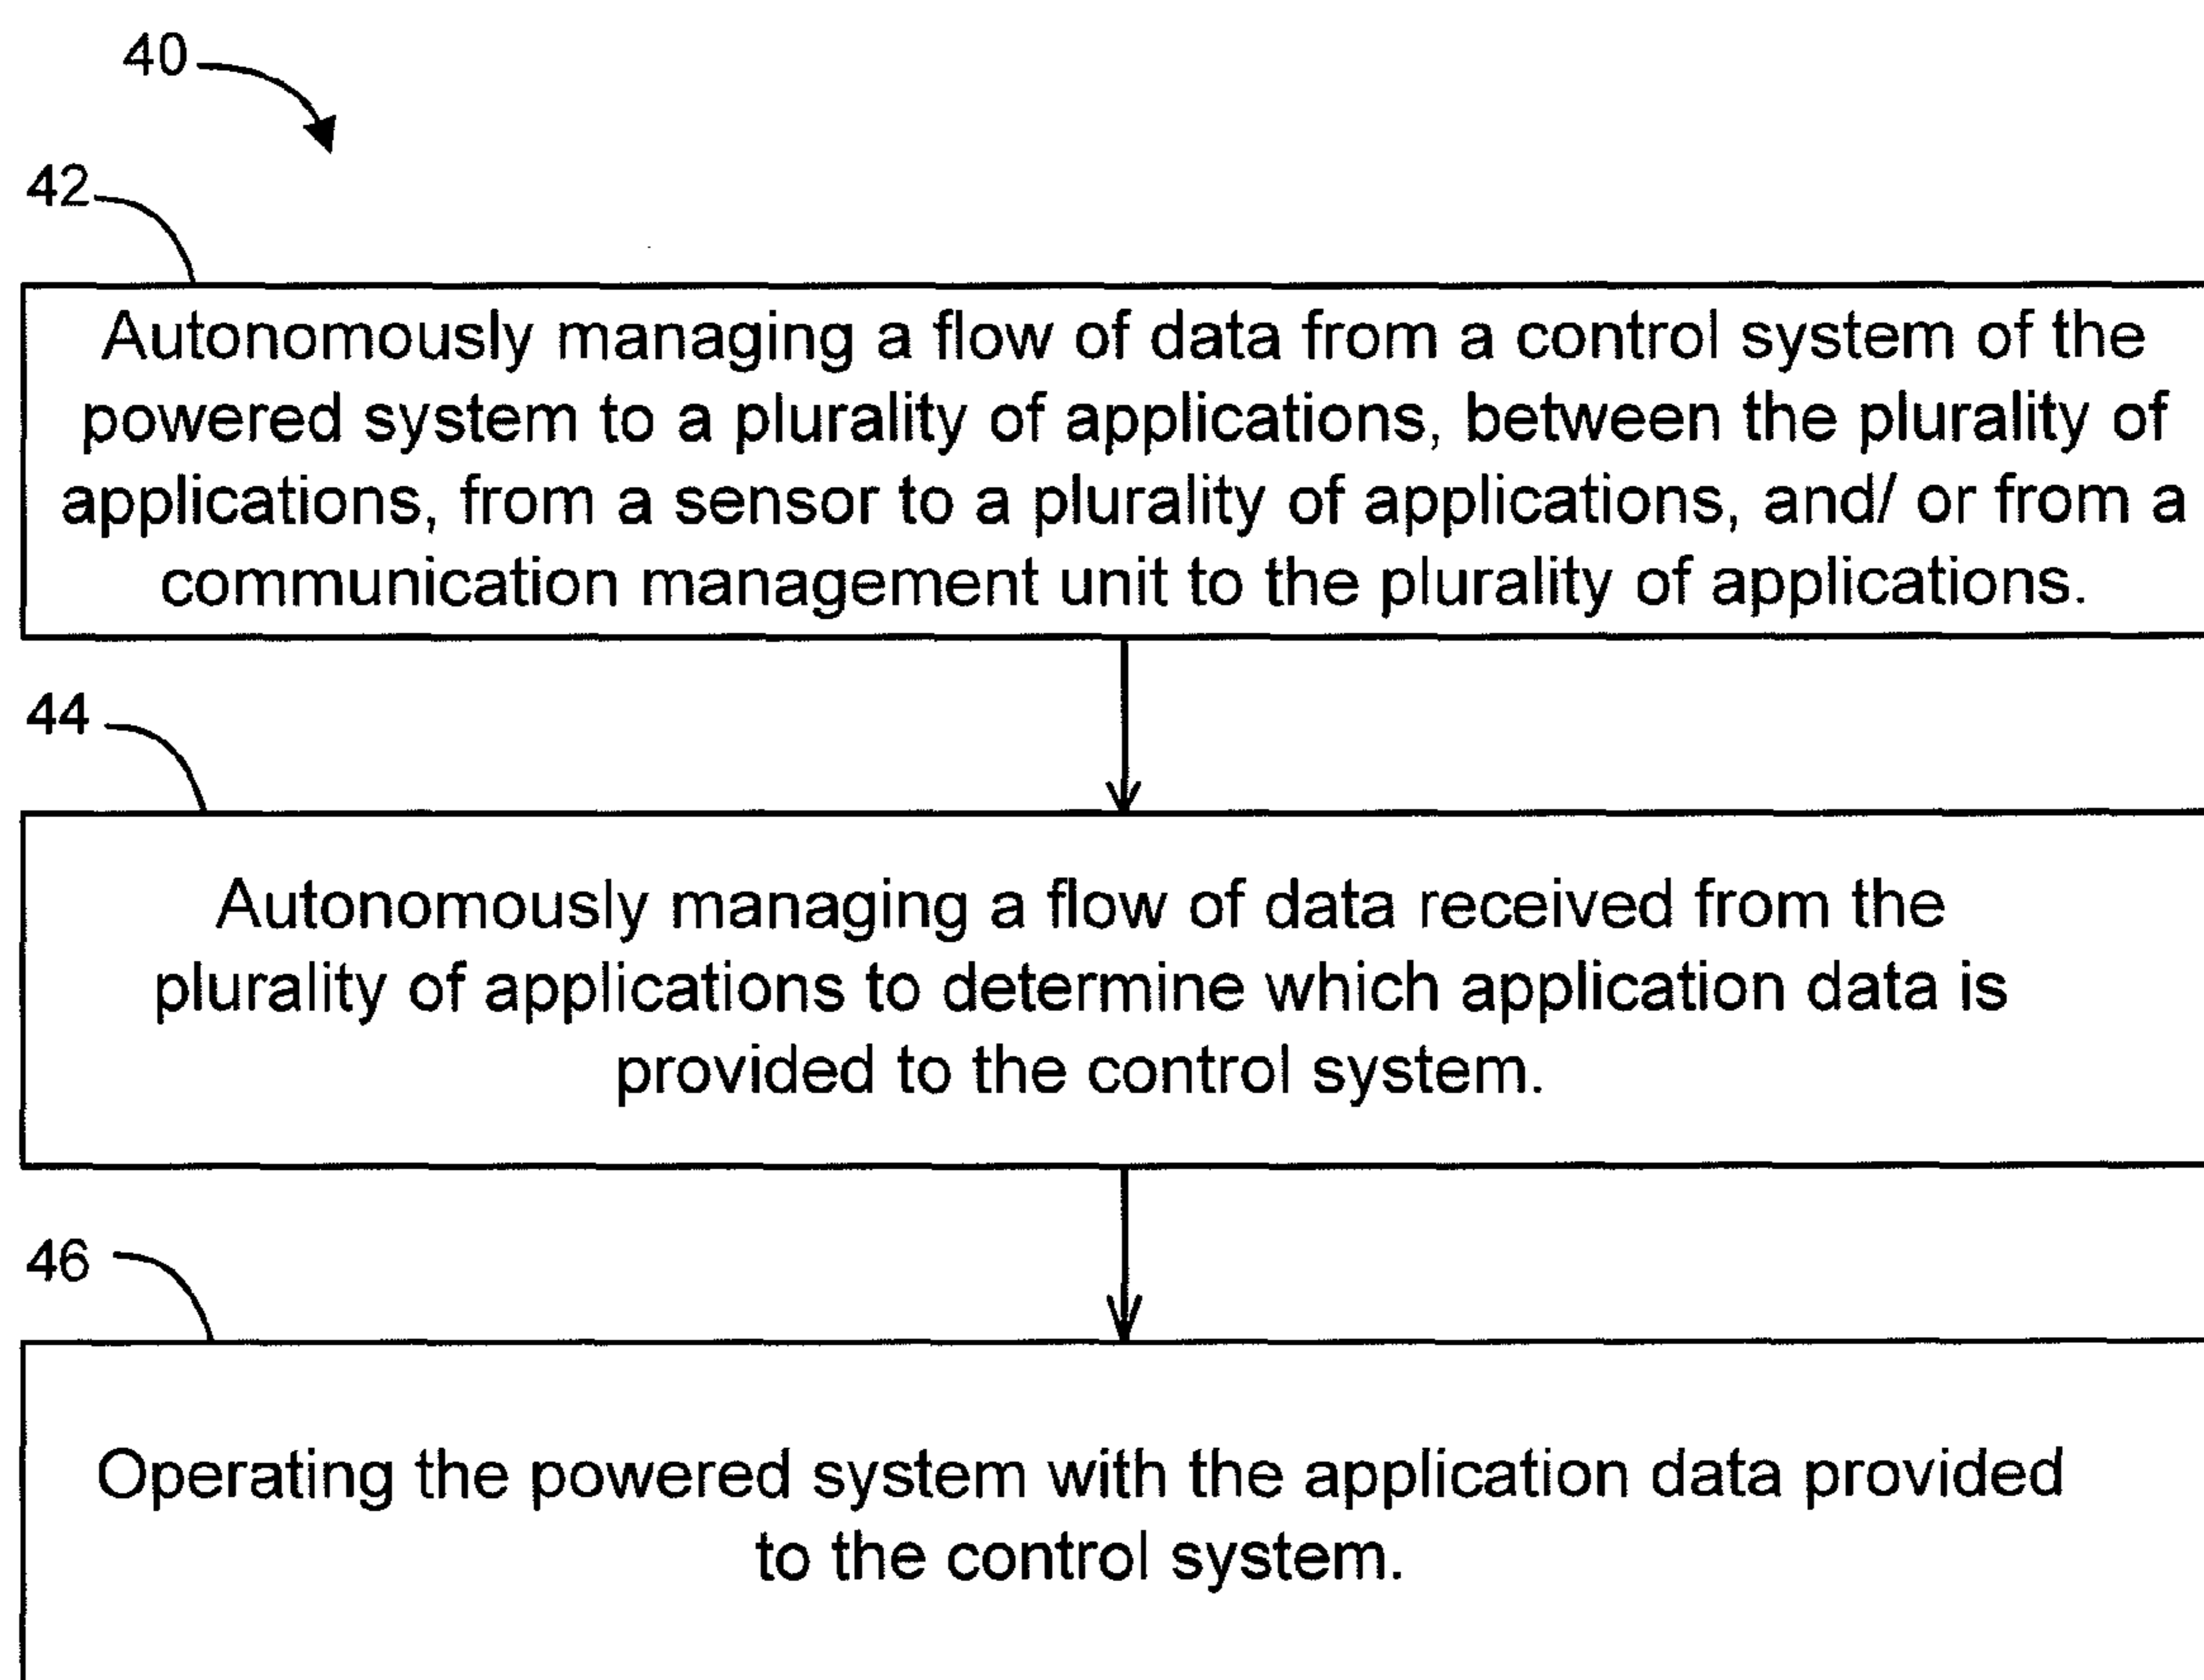 40
42
Autonomously managing a flow of data from a control system of the
powered system to a plurality of applications, between the plurality of
applications, from a sensor to a plurality of applications, and/ or from a
communication management unit to the plurality of applications.
44
Autonomously managing a flow of data received from the
plurality of applications to determine which application data is
provided to the control system.
46
Operating the powered system with the application data provided
to the control system.